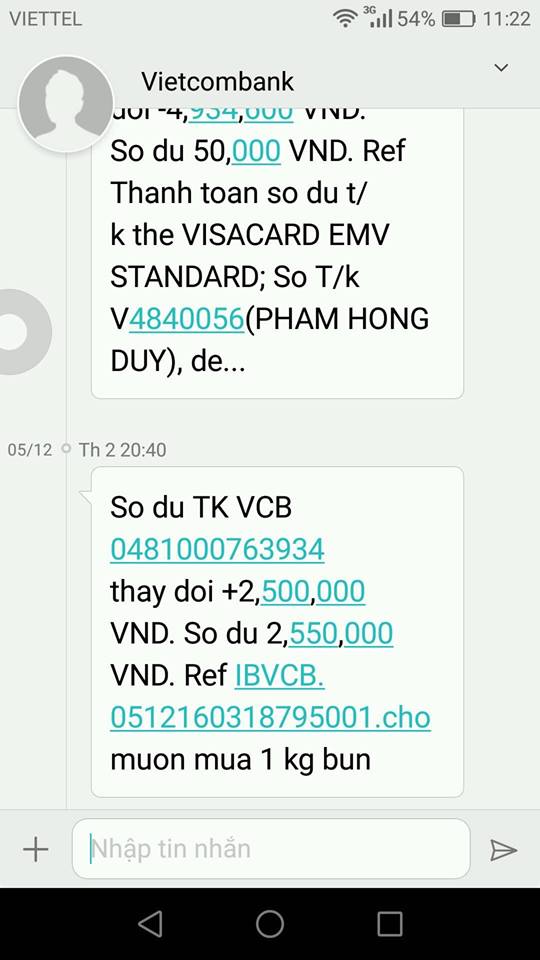 VIETTEL 3G 54% 11:22
Vietcombank
doi -4,934,600 VND.
So du 50,000 VND. Ref
Thanh toan so du t/
k the VISACARD EMV
STANDARD; So T/k
V4840056(PHAM HONG
DUY), de...
05/12 Th 2 20:40
So du TK VCB
0481000763934
thay doi +2,500,000
VND. So du 2,550,000
VND. Ref IBVCB.
0512160318795001.cho
muon mua 1 kg bun
Nhập tin nhắn